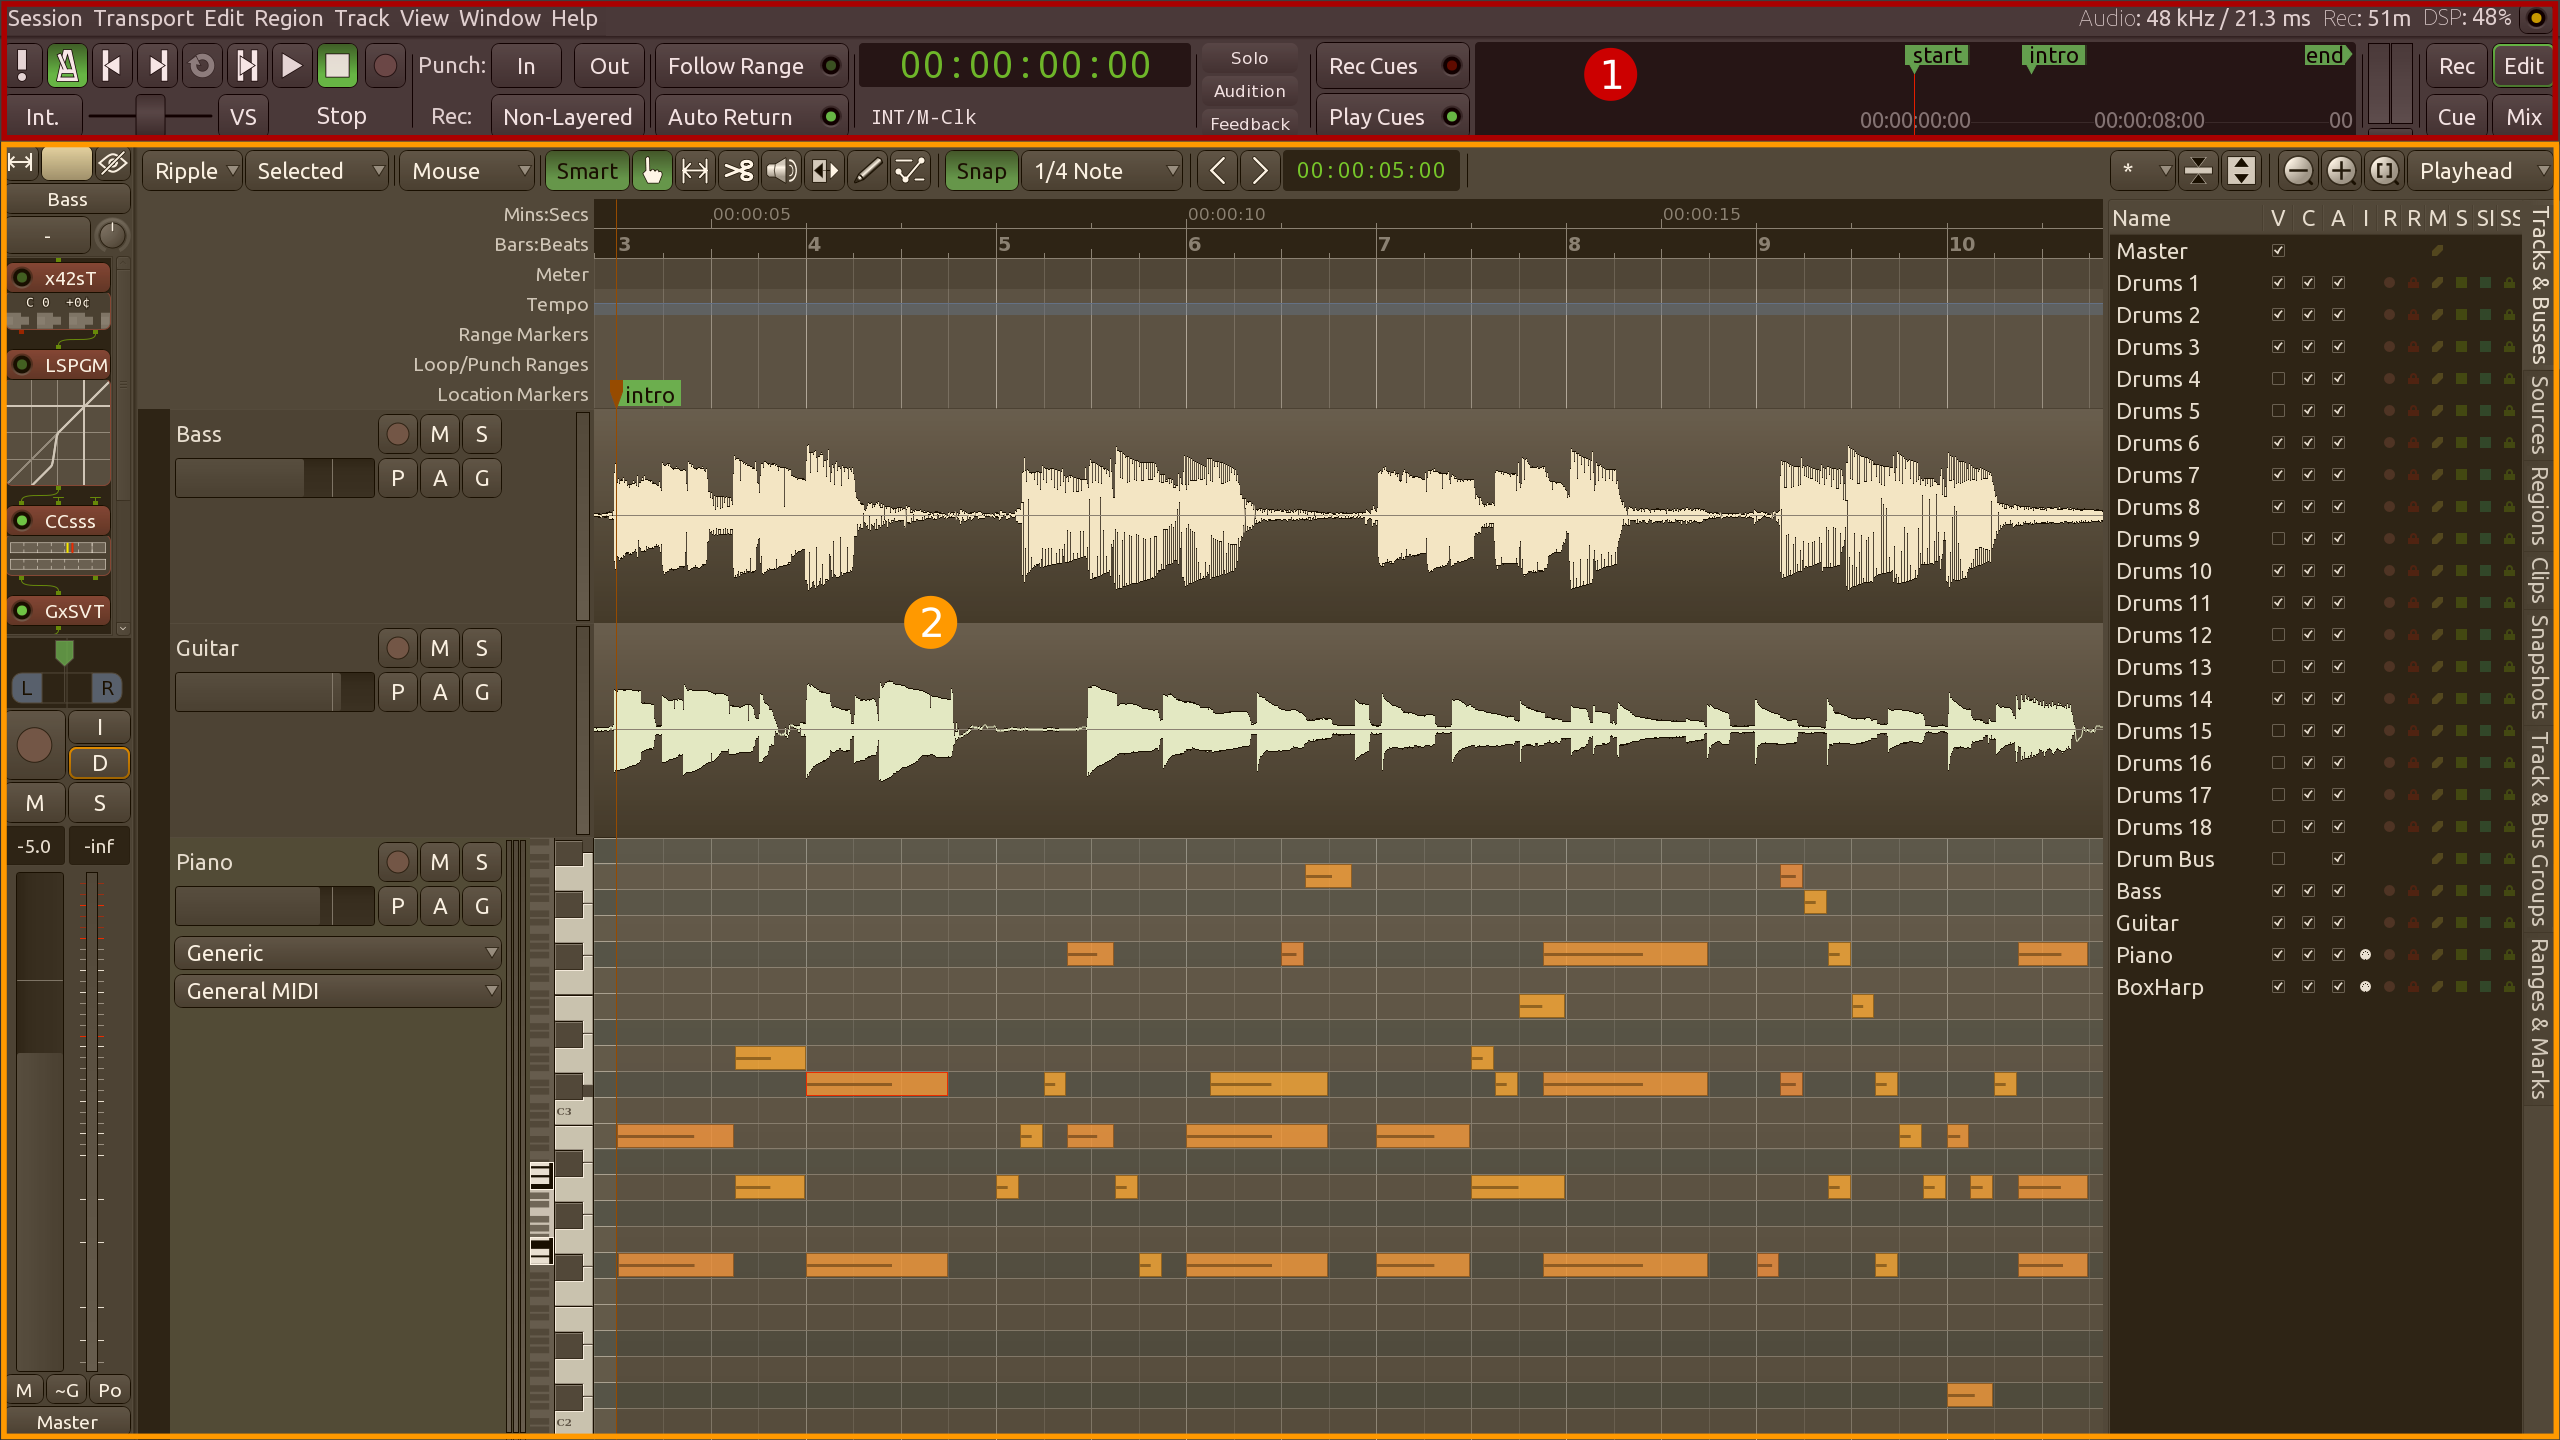 Session Transport Edit Region Track View Window Help
Audio: 48 kHz / 21.3 ms Rec: 51m DSP: 48%
Punch: In Out
Follow Range
00:00:00:00
Solo
Rec Cues
1
start intro end
Rec Edit
Audition
Int. VS Stop
Rec: Non-Layered
Auto Return
INT/M-Clk
Feedback
Play Cues
00:00:00:00 00:00:08:00 00
Cue Mix
Ripple Selected Mouse Smart Snap 1/4 Note 00:00:05:00 * Playhead
Bass
-
x42sT
C 0 +0¢
LSPGM
CCsss
GxSVT
L R
I
D
M S
-5.0 -inf
M ~G Po
Master
Mins:Secs 00:00:05 00:00:10 00:00:15
Bars:Beats 3 4 5 6 7 8 9 10
Meter
Tempo
Range Markers
Loop/Punch Ranges
Location Markers intro
Bass M S
P A G
2
Guitar M S
P A G
Piano M S
P A G
Generic
General MIDI
C3
C2
Name V C A I R R M S SI SS
Master
Drums 1
Drums 2
Drums 3
Drums 4
Drums 5
Drums 6
Drums 7
Drums 8
Drums 9
Drums 10
Drums 11
Drums 12
Drums 13
Drums 14
Drums 15
Drums 16
Drums 17
Drums 18
Drum Bus
Bass
Guitar
Piano
BoxHarp
Tracks & Busses
Sources
Regions
Clips
Snapshots
Track & Bus Groups
Ranges & Marks